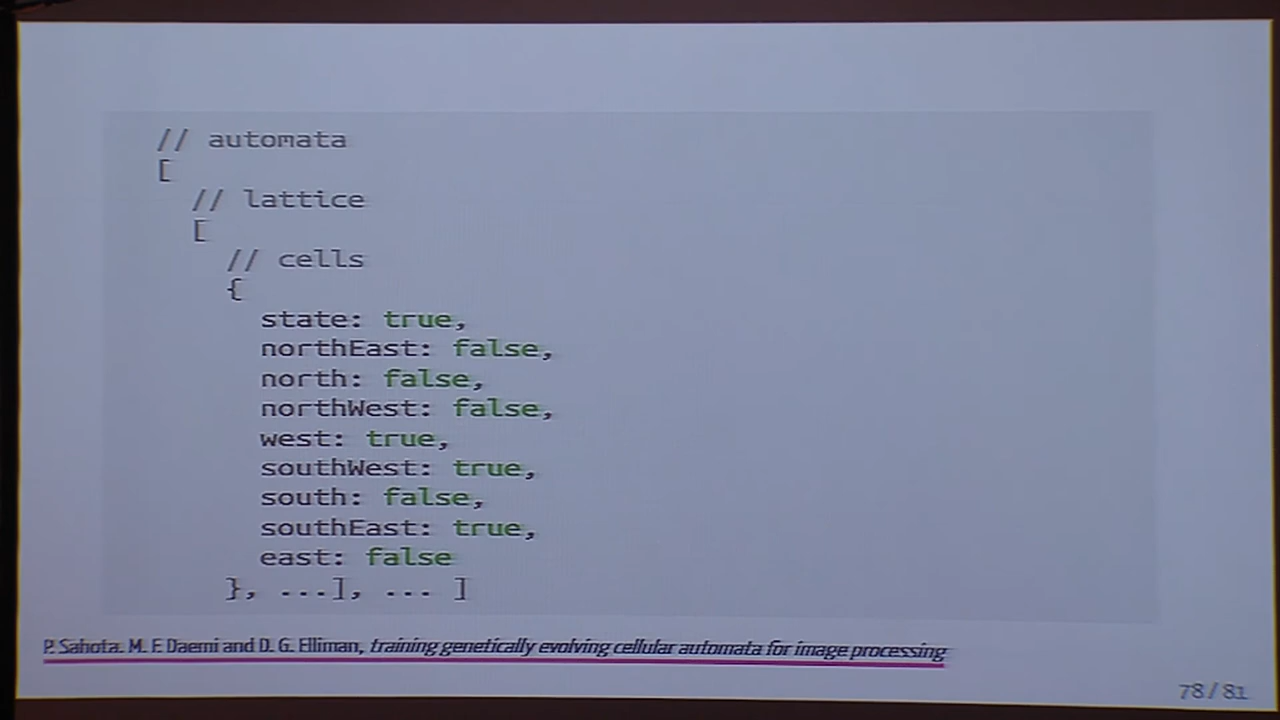 // automata
[
// lattice
[
// cells
{
state: true,
northEast: false,
north: false,
northWest: false,
west: true,
southWest: true,
south: false,
southEast: true,
east: false
}, ...], ... ]
P. Sahota. M. F. Daemi and D. G. Elliman, training genetically evolving cellular automata for image processing
78 / 81